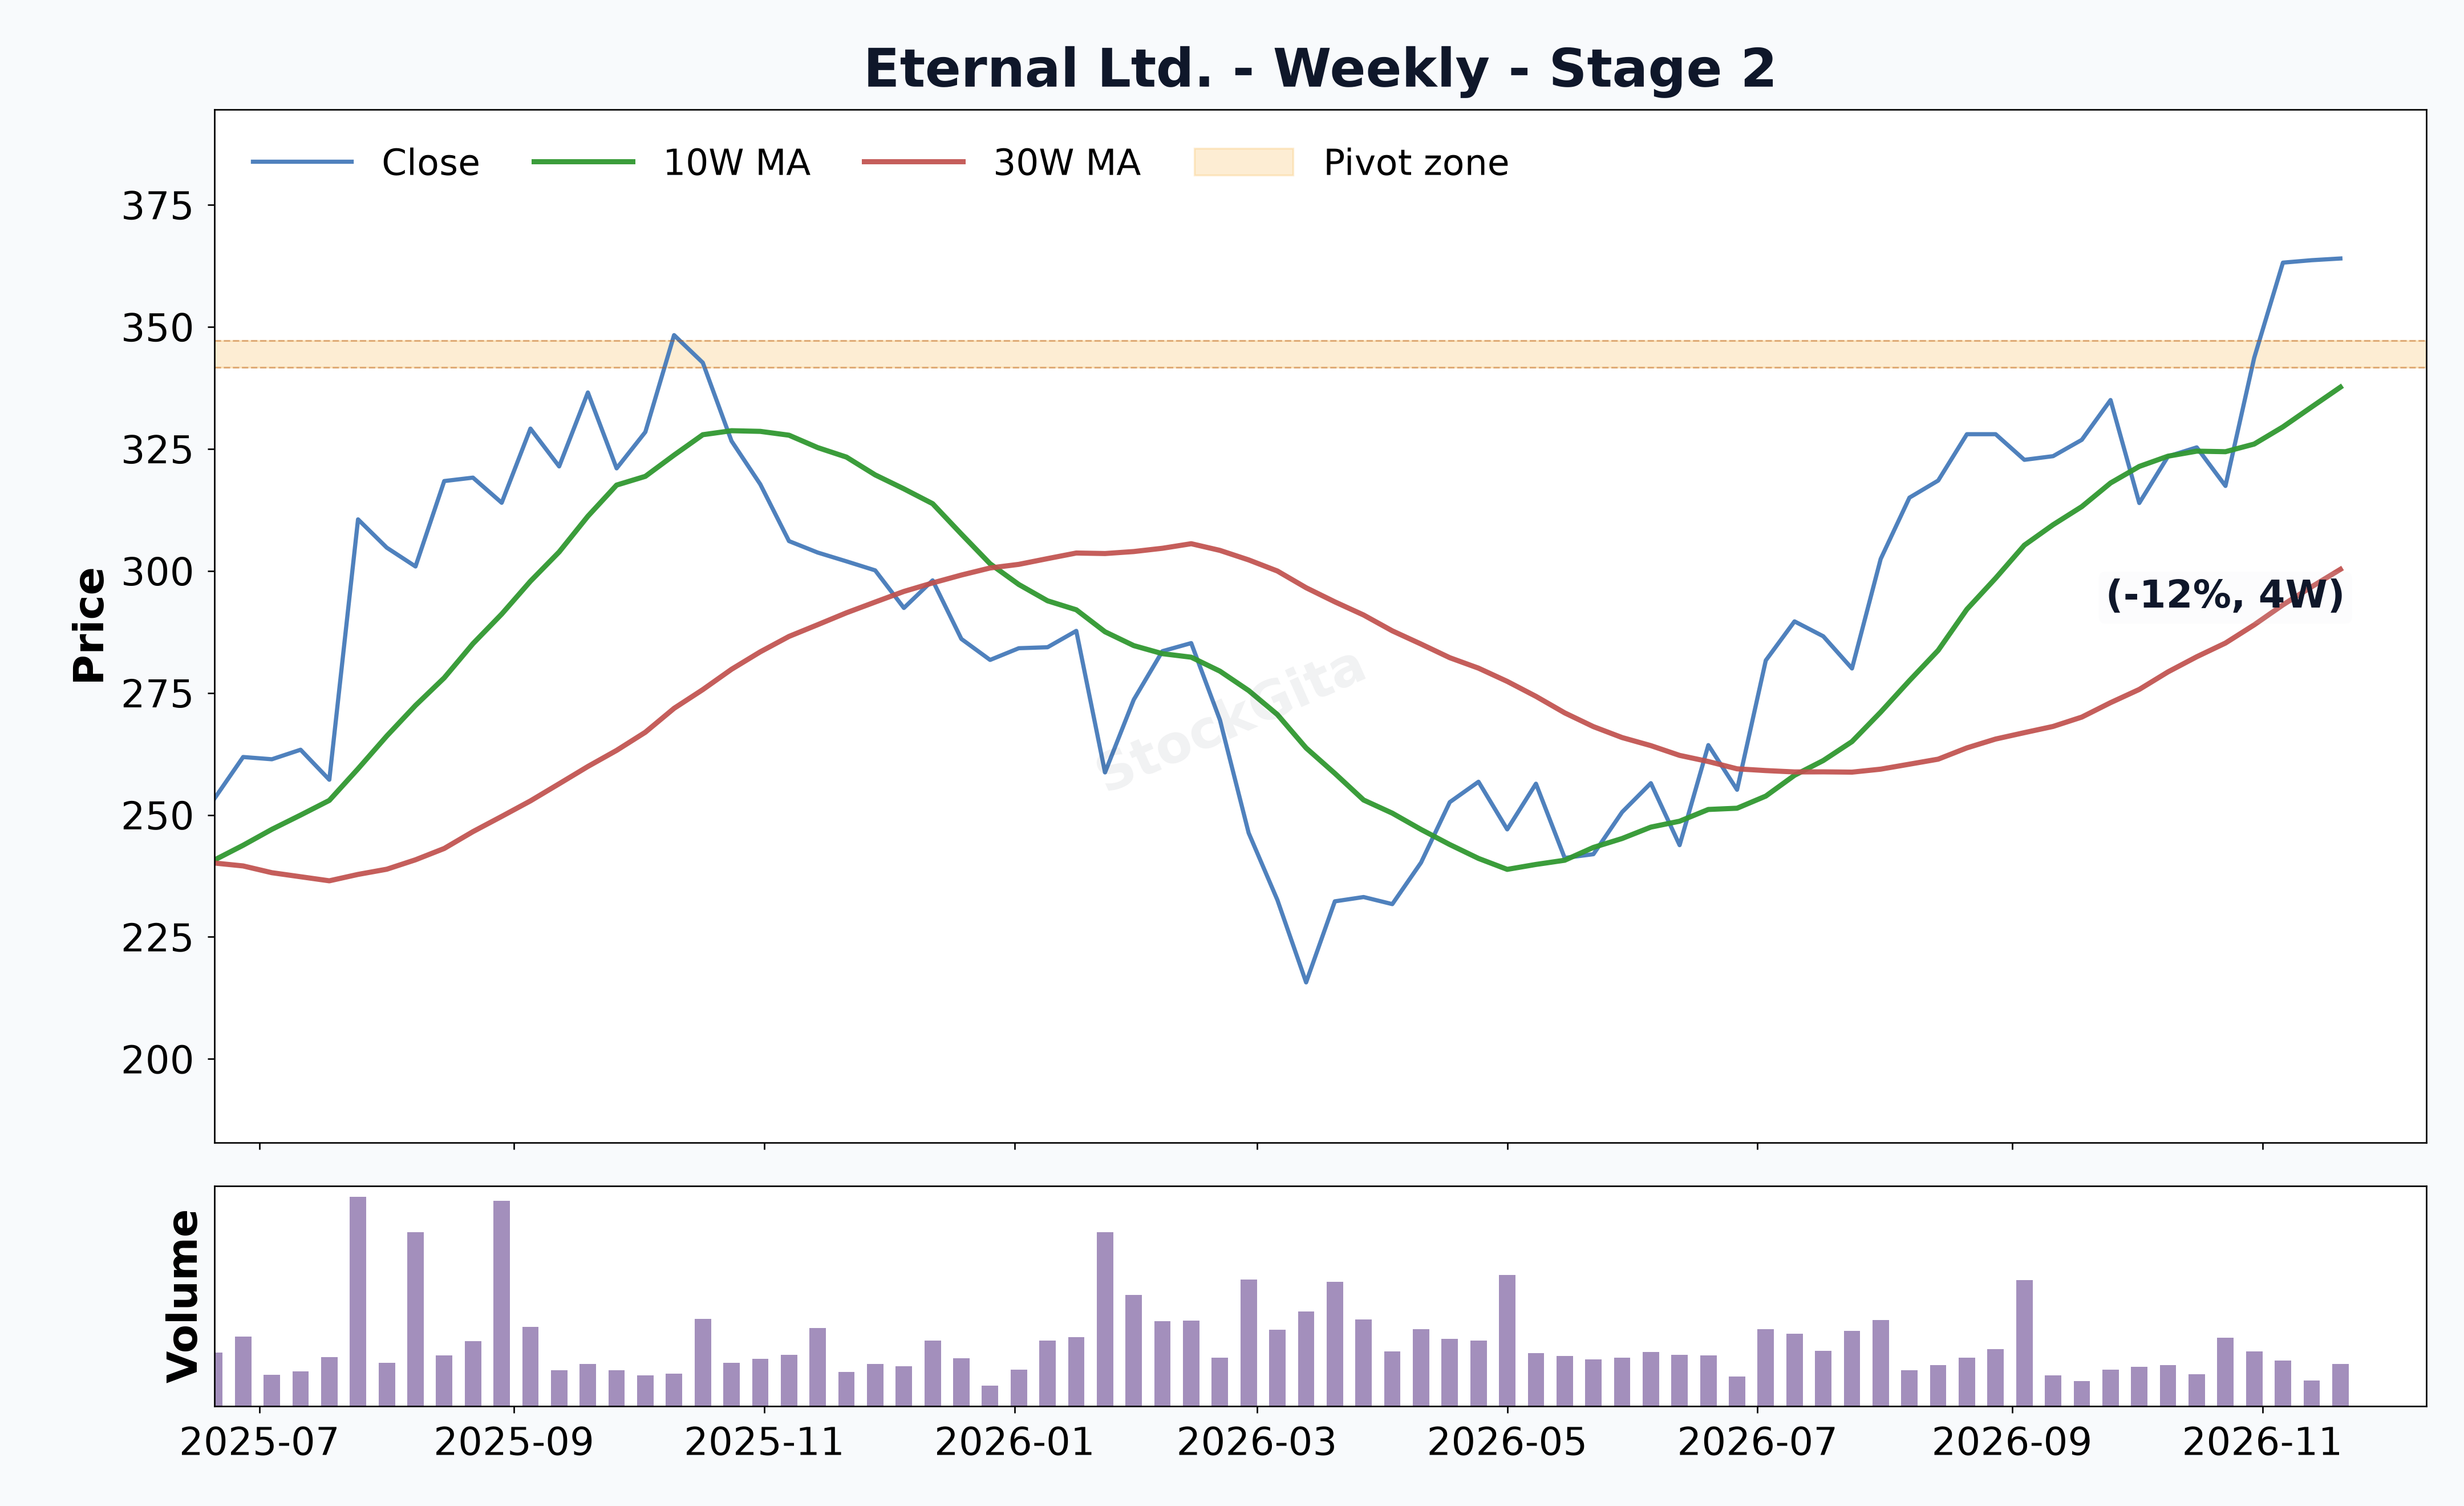 Eternal Ltd. - Weekly - Stage 2
Close 10W MA 30W MA Pivot zone
Price
375
350
325
300
275
250
225
200
(-12%, 4W)
StockGita
Volume
2025-07 2025-09 2025-11 2026-01 2026-03 2026-05 2026-07 2026-09 2026-11